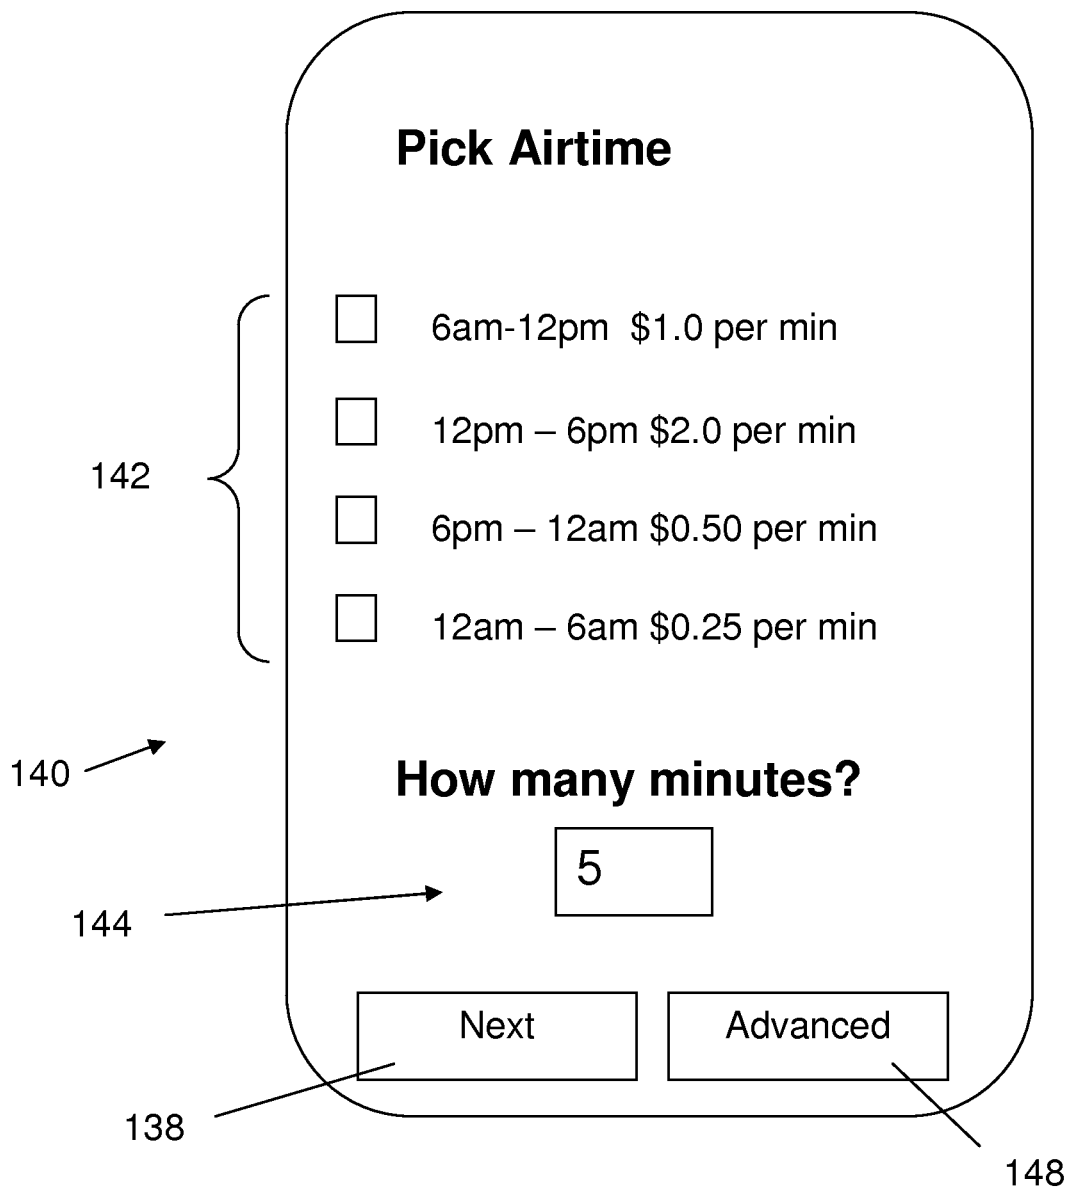 Pick Airtime
6am-12pm $1.0 per min
12pm – 6pm $2.0 per min
142
6pm – 12am $0.50 per min
12am – 6am $0.25 per min
140
How many minutes?
5
144
Next
Advanced
138
148